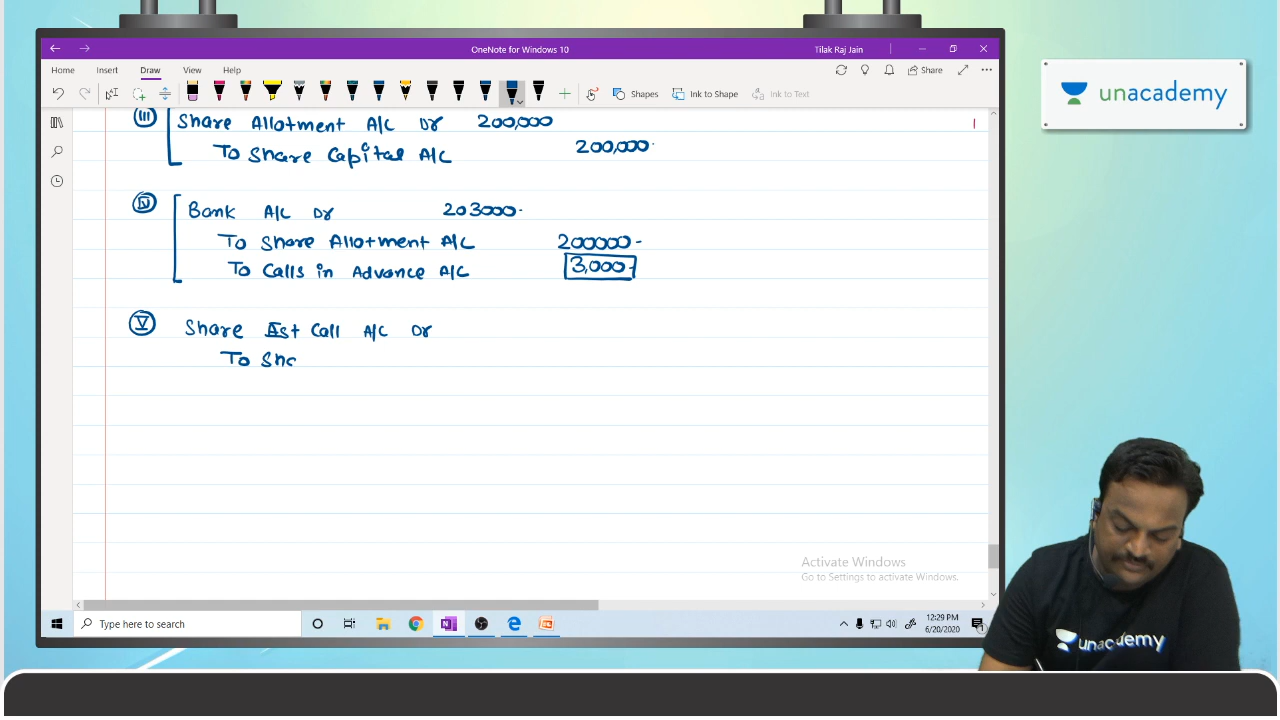 OneNote for Windows 10
Tilak Raj Jain
Home Insert Draw View Help
Share
Shapes
Ink to Shape
Ink to Text
unacademy
III Share Allotment A/C Dr 200,000
To Share Capital A/C 200,000
IV Bank A/C Dr 203000
To Share Allotment A/C 200000
To Calls in Advance A/C 3,000
V Share Ist Call A/C Dr
To Sha
Activate Windows
Go to Settings to activate Windows.
Type here to search
12:29 PM
6/20/2020
unacademy